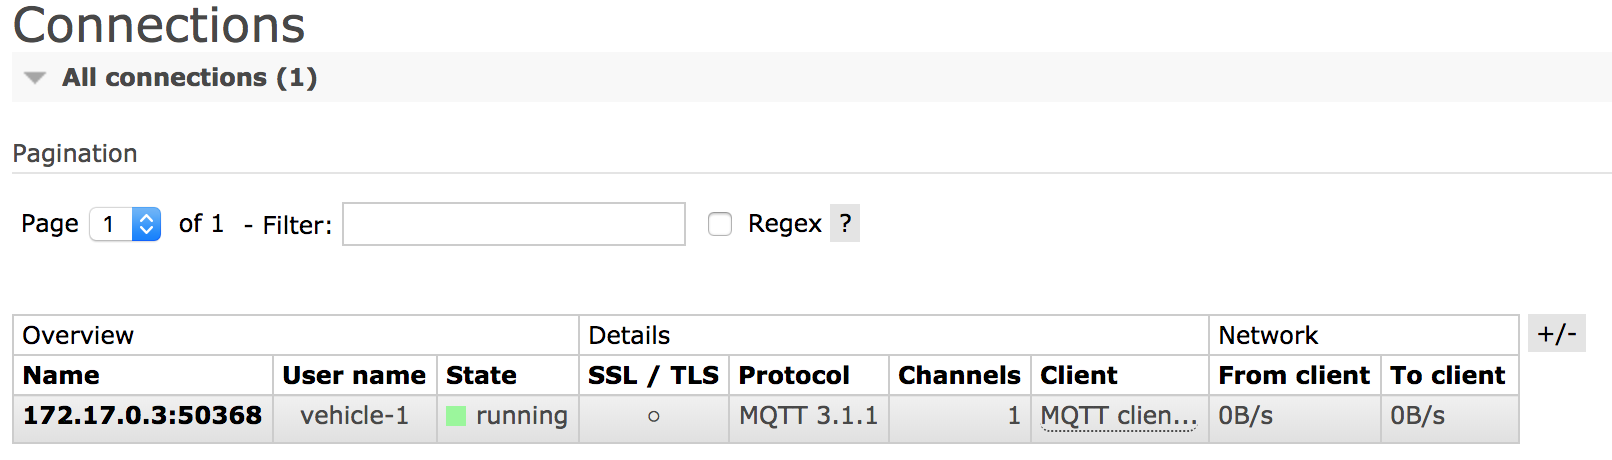 Connections
All connections (1)
Pagination
Page 1 of 1 - Filter: Regex ?
Overview Details Network +/-
Name User name State SSL / TLS Protocol Channels Client From client To client
172.17.0.3:50368 vehicle-1 running ○ MQTT 3.1.1 1 MQTT clien... 0B/s 0B/s